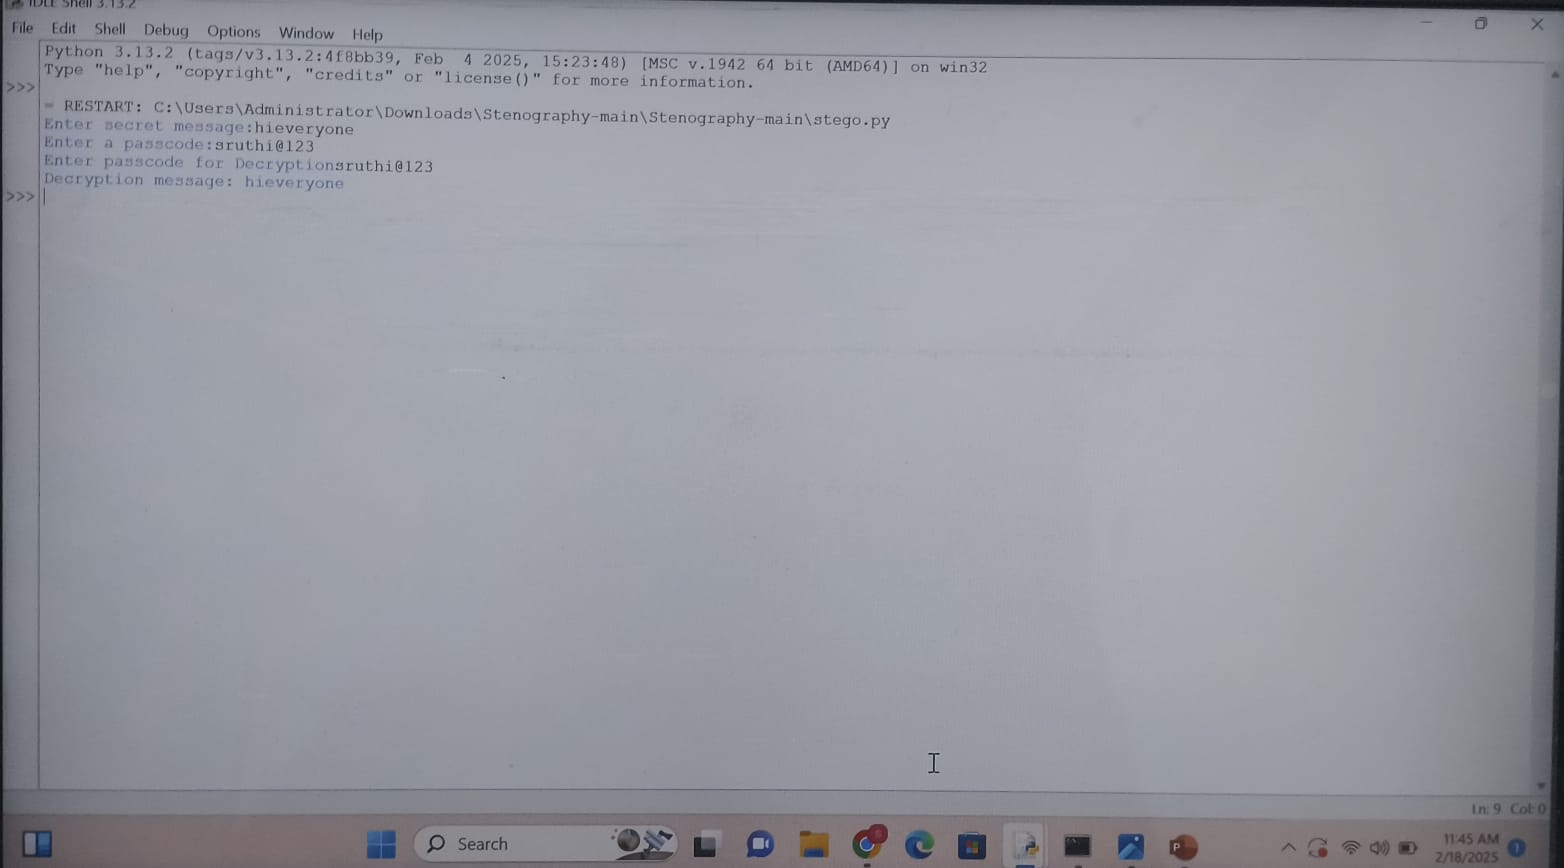 IDLE Shell 3.13.2
File Edit Shell Debug Options Window Help
Python 3.13.2 (tags/v3.13.2:4f8bb39, Feb  4 2025, 15:23:48) [MSC v.1942 64 bit (AMD64)] on win32
Type "help", "copyright", "credits" or "license()" for more information.
>>>
= RESTART: C:\Users\Administrator\Downloads\Stenography-main\Stenography-main\stego.py
Enter secret message:hieveryone
Enter a passcode:sruthi@123
Enter passcode for Decryptionsruthi@123
Decryption message: hieveryone
>>>
Ln: 9 Col: 0
Search
P
11:45 AM
2/18/2025
1